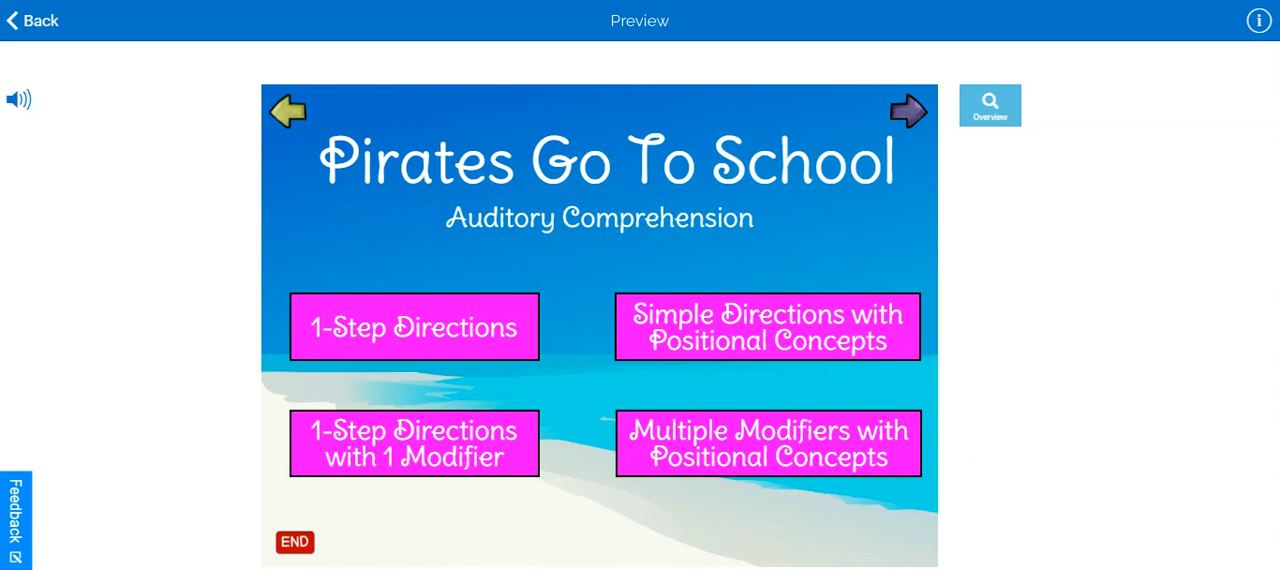 Back
Preview
i
Overview
Pirates Go To School
Auditory Comprehension
1-Step Directions
Simple Directions with
Positional Concepts
1-Step Directions
with 1 Modifier
Multiple Modifiers with
Positional Concepts
Feedback
END